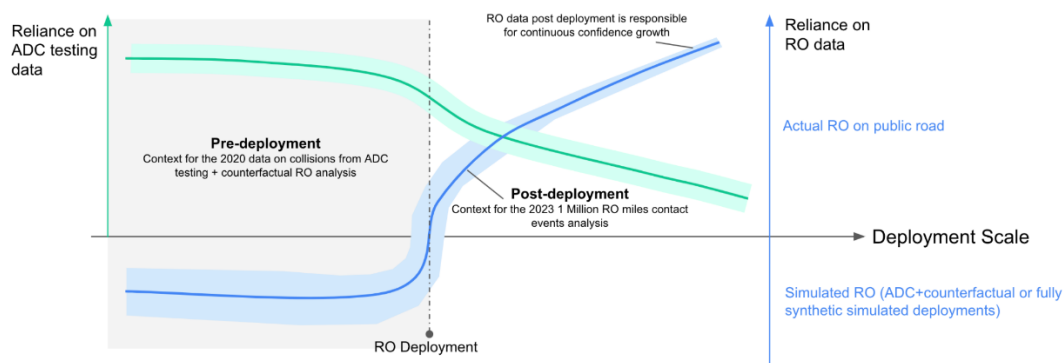 Reliance on
ADC testing
data
RO data post deployment is responsible
for continuous confidence growth
Reliance on
RO data
Pre-deployment
Context for the 2020 data on collisions from ADC
testing + counterfactual RO analysis
Actual RO on public road
Post-deployment
Context for the 2023 1 Million RO miles contact
events analysis
Deployment Scale
Simulated RO (ADC+counterfactual or fully
synthetic simulated deployments)
RO Deployment